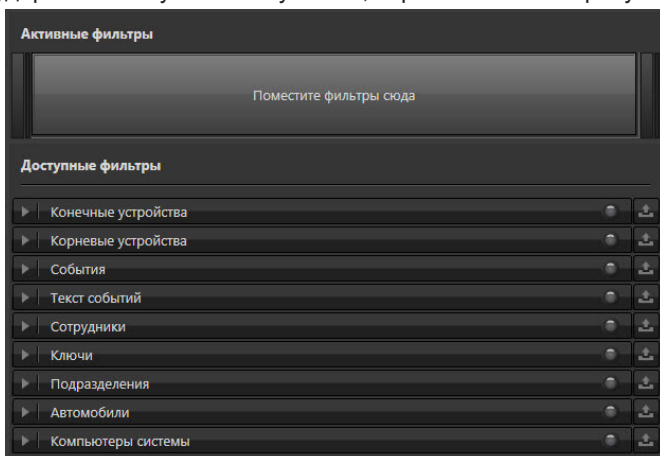 Активные фильтры
Поместите фильтры сюда
Доступные фильтры
Конечные устройства
Корневые устройства
События
Текст событий
Сотрудники
Ключи
Подразделения
Автомобили
Компьютеры системы